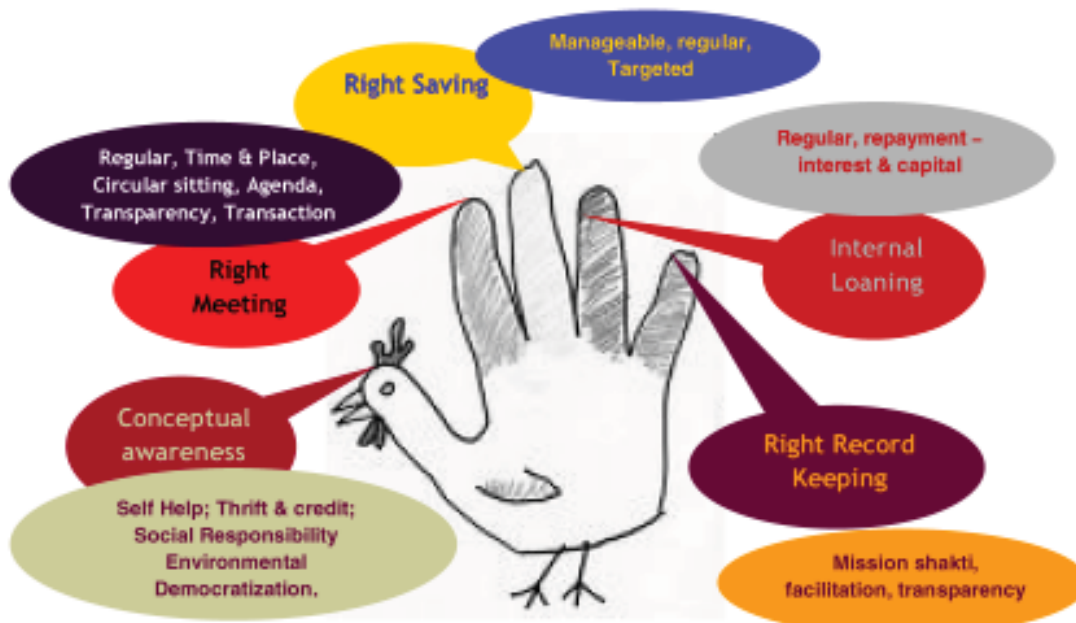 Manageable, regular,
Targeted
Right Saving
Regular, Time & Place,
Circular sitting, Agenda,
Transparency, Transaction
Right
Meeting
Regular, repayment –
interest & capital
Internal
Loaning
Conceptual
awareness
Self Help; Thrift & credit;
Social Responsibility
Environmental
Democratization,
Right Record
Keeping
Mission shakti,
facilitation, transparency